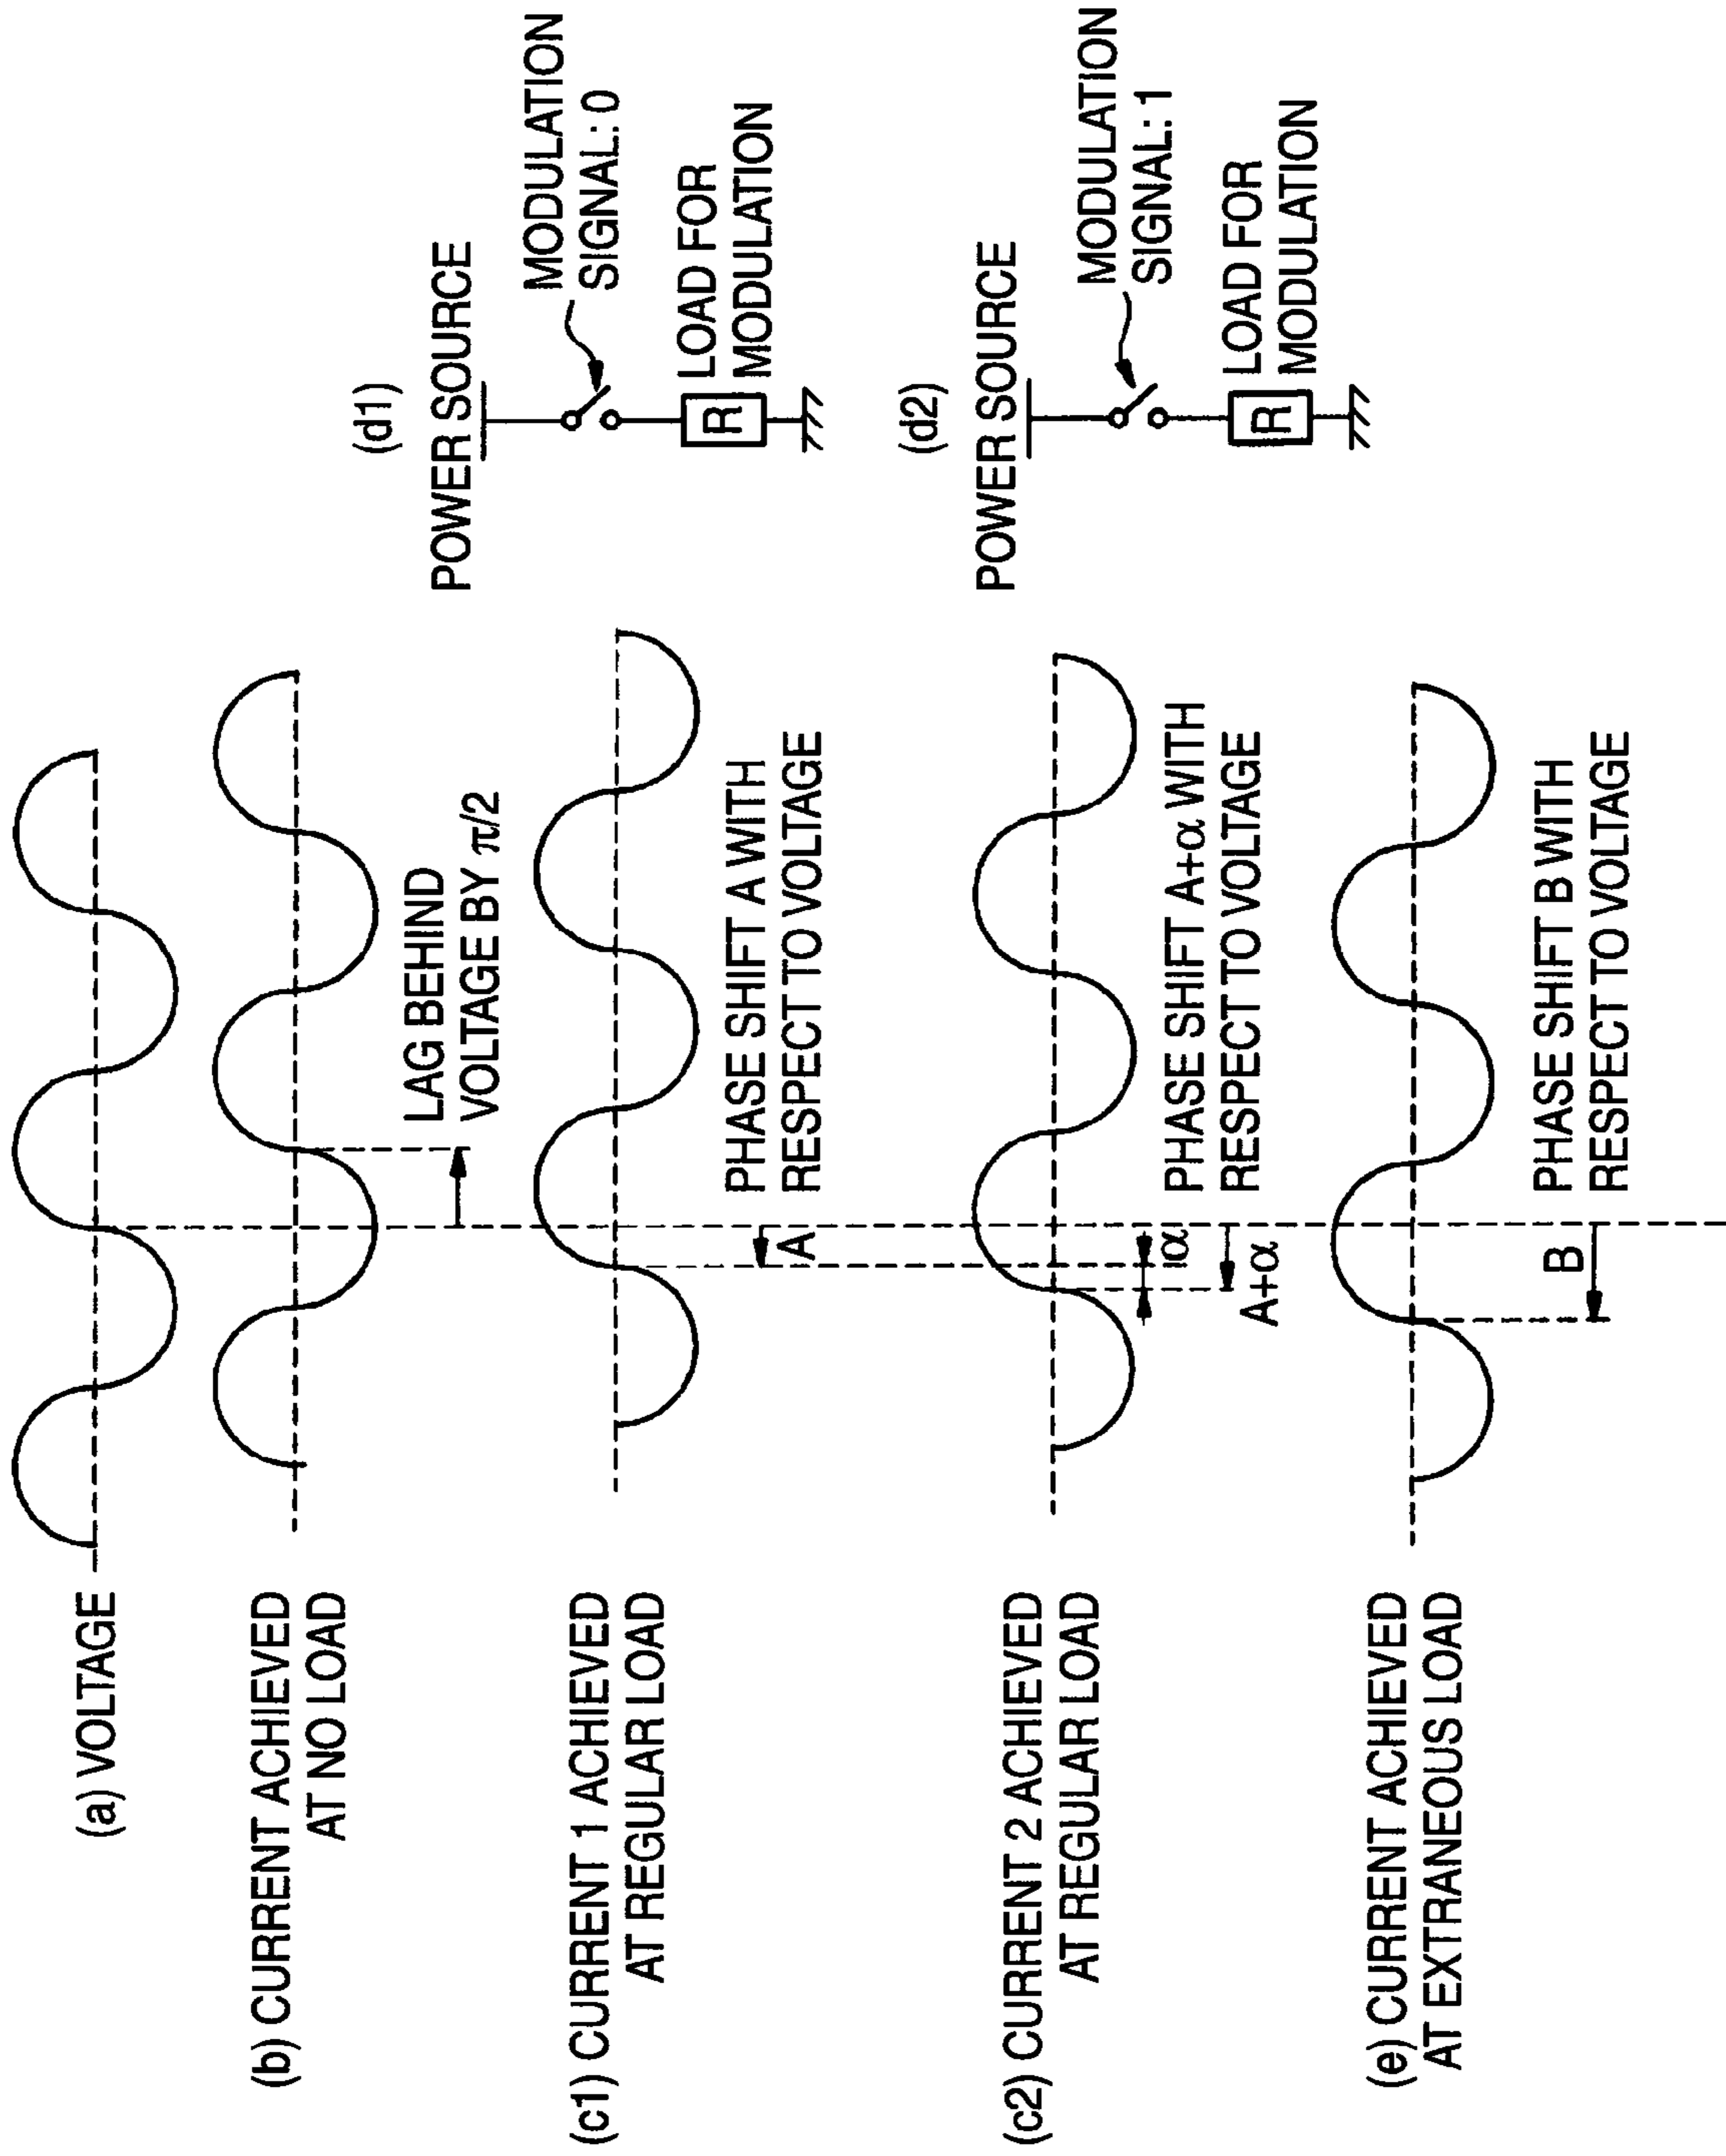 (a) VOLTAGE
(b) CURRENT ACHIEVED
AT NO LOAD
LAG BEHIND
VOLTAGE BY π/2
(c1) CURRENT 1 ACHIEVED
AT REGULAR LOAD
A
PHASE SHIFT A WITH
RESPECT TO VOLTAGE
(d1)
POWER SOURCE
MODULATION
SIGNAL: 0
R
LOAD FOR
MODULATION
(c2) CURRENT 2 ACHIEVED
AT REGULAR LOAD
α
A+α
PHASE SHIFT A+α WITH
RESPECT TO VOLTAGE
(d2)
POWER SOURCE
MODULATION
SIGNAL: 1
R
LOAD FOR
MODULATION
(e) CURRENT ACHIEVED
AT EXTRANEOUS LOAD
B
PHASE SHIFT B WITH
RESPECT TO VOLTAGE